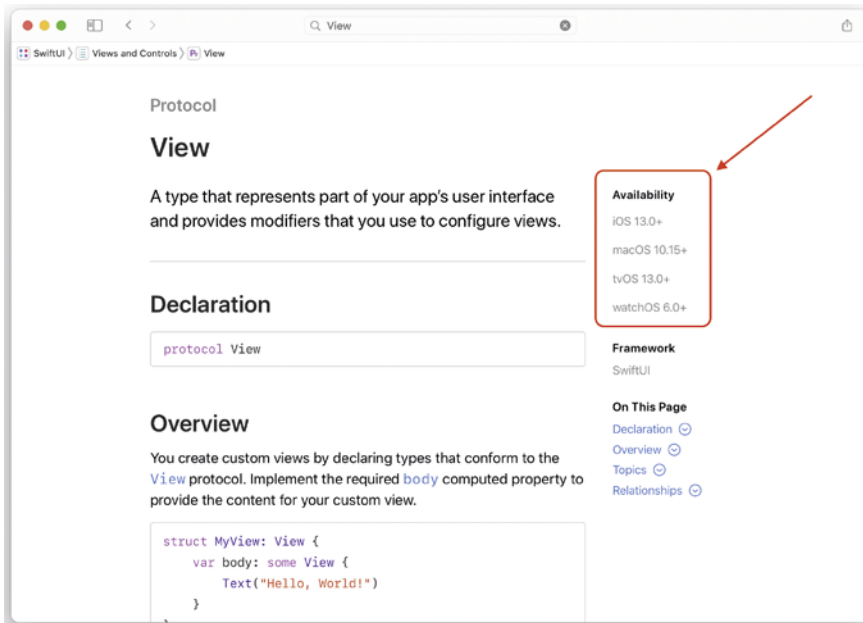 View
SwiftUI
Views and Controls
Pr
View
Protocol
View
A type that represents part of your app's user interface
and provides modifiers that you use to configure views.
Declaration
protocol View
Overview
You create custom views by declaring types that conform to the
View protocol. Implement the required body computed property to
provide the content for your custom view.
struct MyView: View {
    var body: some View {
        Text("Hello, World!")
    }
Availability
iOS 13.0+
macOS 10.15+
tvOS 13.0+
watchOS 6.0+
Framework
SwiftUI
On This Page
Declaration
Overview
Topics
Relationships